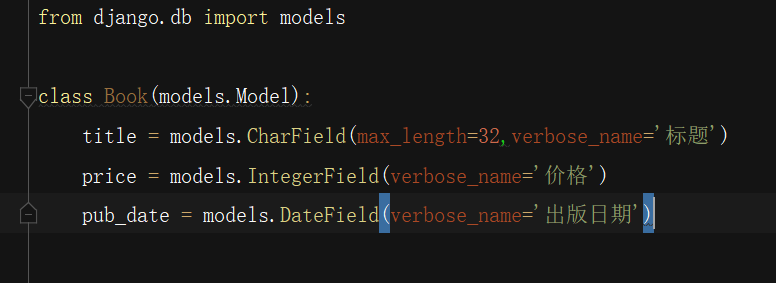 from django.db import models
class Book(models.Model):
title = models.CharField(max_length=32,verbose_name='标题')
price = models.IntegerField(verbose_name='价格')
pub_date = models.DateField(verbose_name='出版日期')